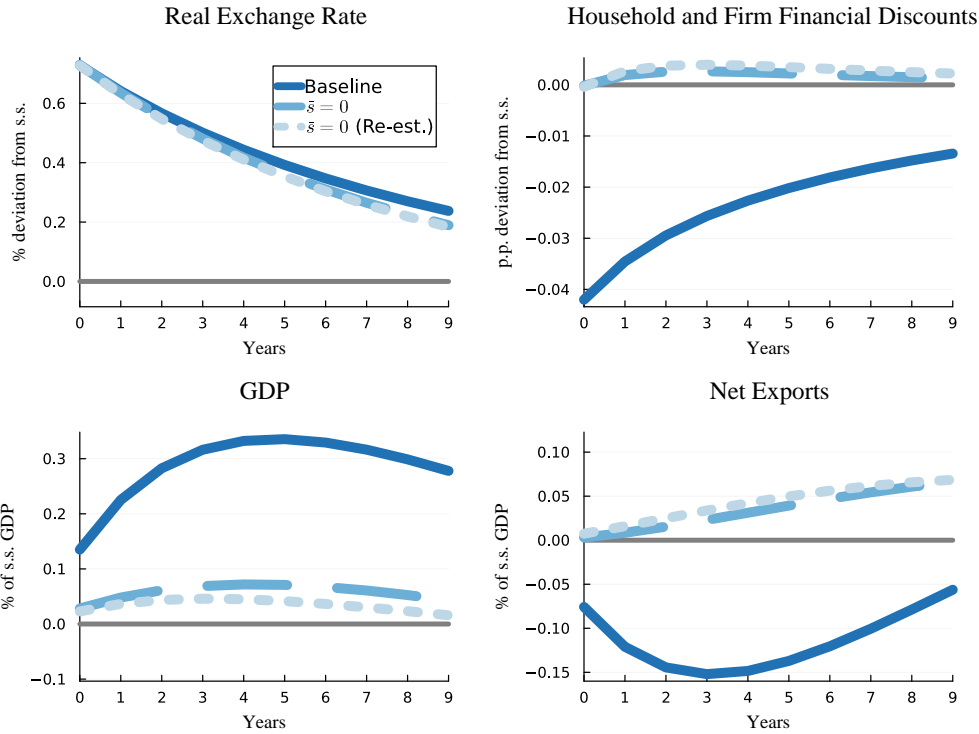 Real Exchange Rate
% deviation from s.s.
0.6
0.4
0.2
0.0
0 1 2 3 4 5 6 7 8 9
Years
Baseline
s̄ = 0
s̄ = 0 (Re-est.)
Household and Firm Financial Discounts
p.p. deviation from s.s.
0.00
−0.01
−0.02
−0.03
−0.04
0 1 2 3 4 5 6 7 8 9
Years
GDP
% of s.s. GDP
0.3
0.2
0.1
0.0
−0.1
0 1 2 3 4 5 6 7 8 9
Years
Net Exports
% of s.s. GDP
0.10
0.05
0.00
−0.05
−0.10
−0.15
0 1 2 3 4 5 6 7 8 9
Years